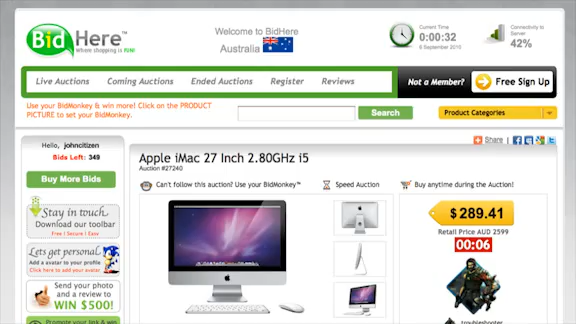 Bid Here™
where shopping is FUN!
Welcome to BidHere
Australia
Current Time
0:00:32
6 September 2010
Connectivity to
Server
42%
Live Auctions
Coming Auctions
Ended Auctions
Register
Reviews
Not a Member?
Free Sign Up
Use your BidMonkey & win more! Click on the PRODUCT
PICTURE to set your BidMonkey.
Search
Product Categories
Share
Hello, johncitizen
Bids Left: 349
Buy More Bids
Stay in touch
Download our toolbar
Free | Secure | Easy
Lets get personal
Add a avatar to your profile
Click here to add your avatar
Send your
photo and a
review to
WIN $500!
Promote your link & win
Apple iMac 27 Inch 2.80GHz i5
Auction #27240
Can't follow this auction? Use your BidMonkey™
Speed Auction
Buy anytime during the Auction!
$289.41
Retail Price AUD 2599
00:06
troubleshooter